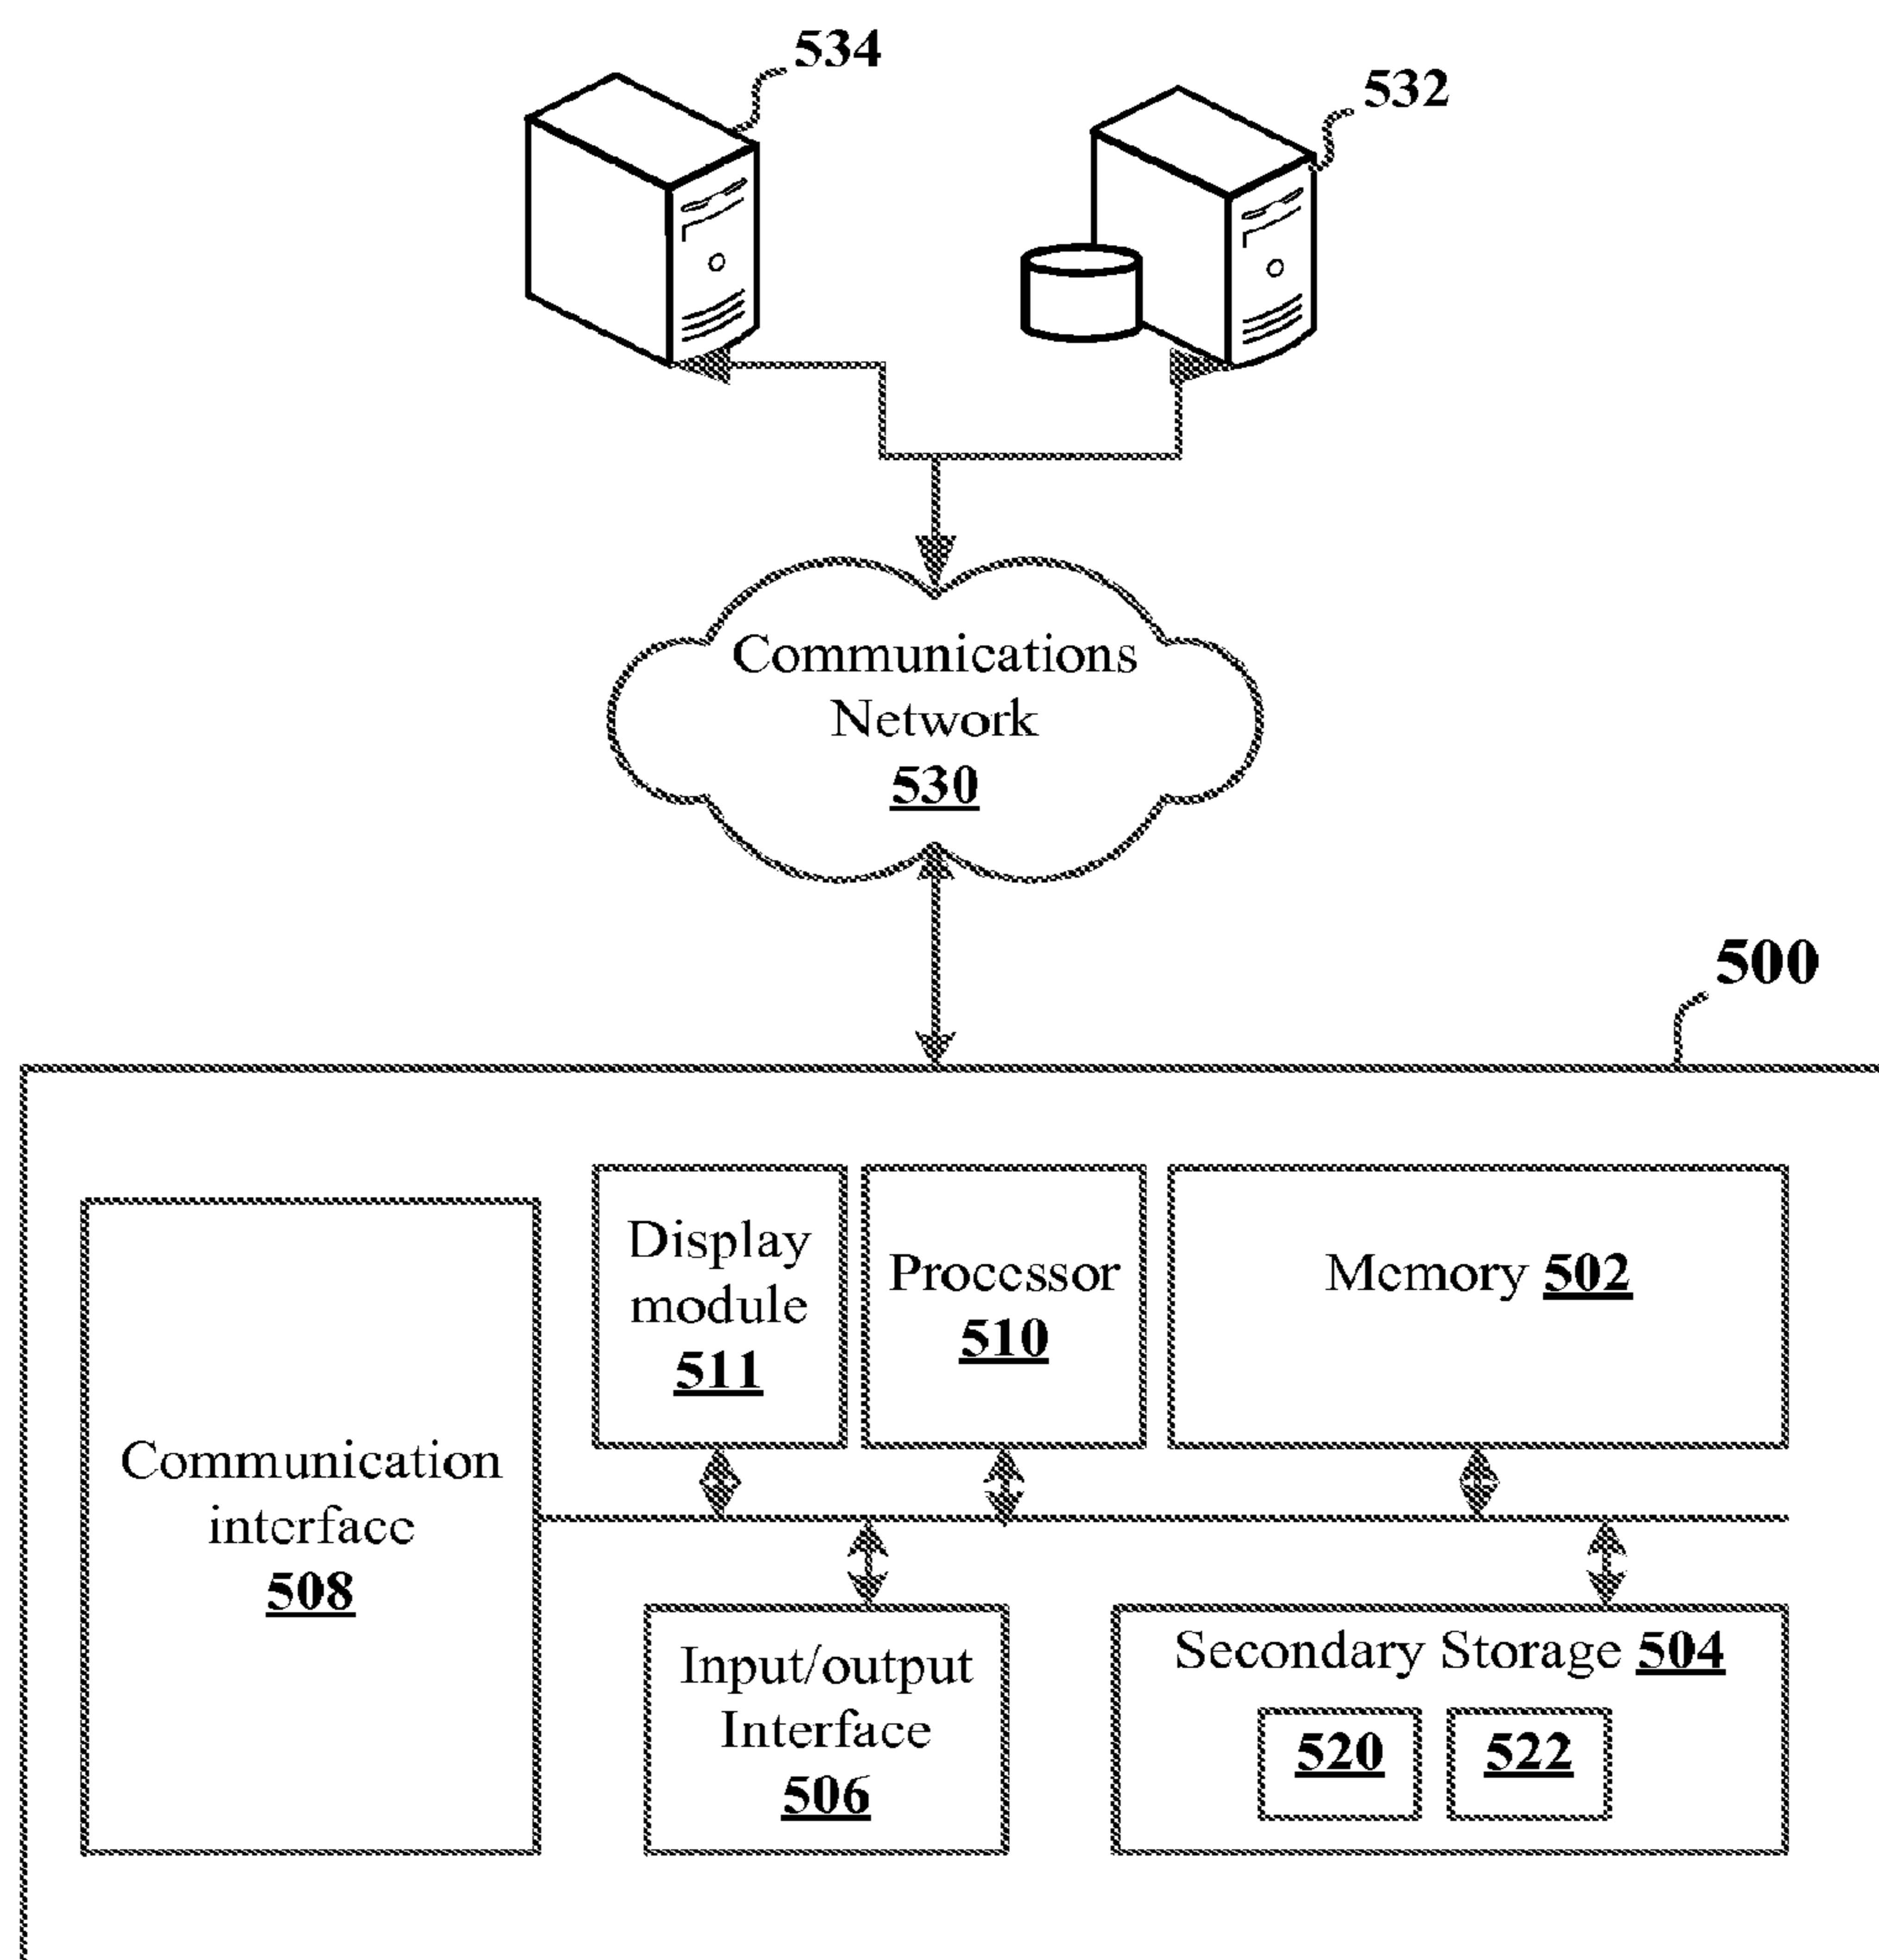 534
532
Communications
Network
530
500
Display
module
511
Processor
510
Memory 502
Communication
interface
508
Input/output
Interface
506
Secondary Storage 504
520
522